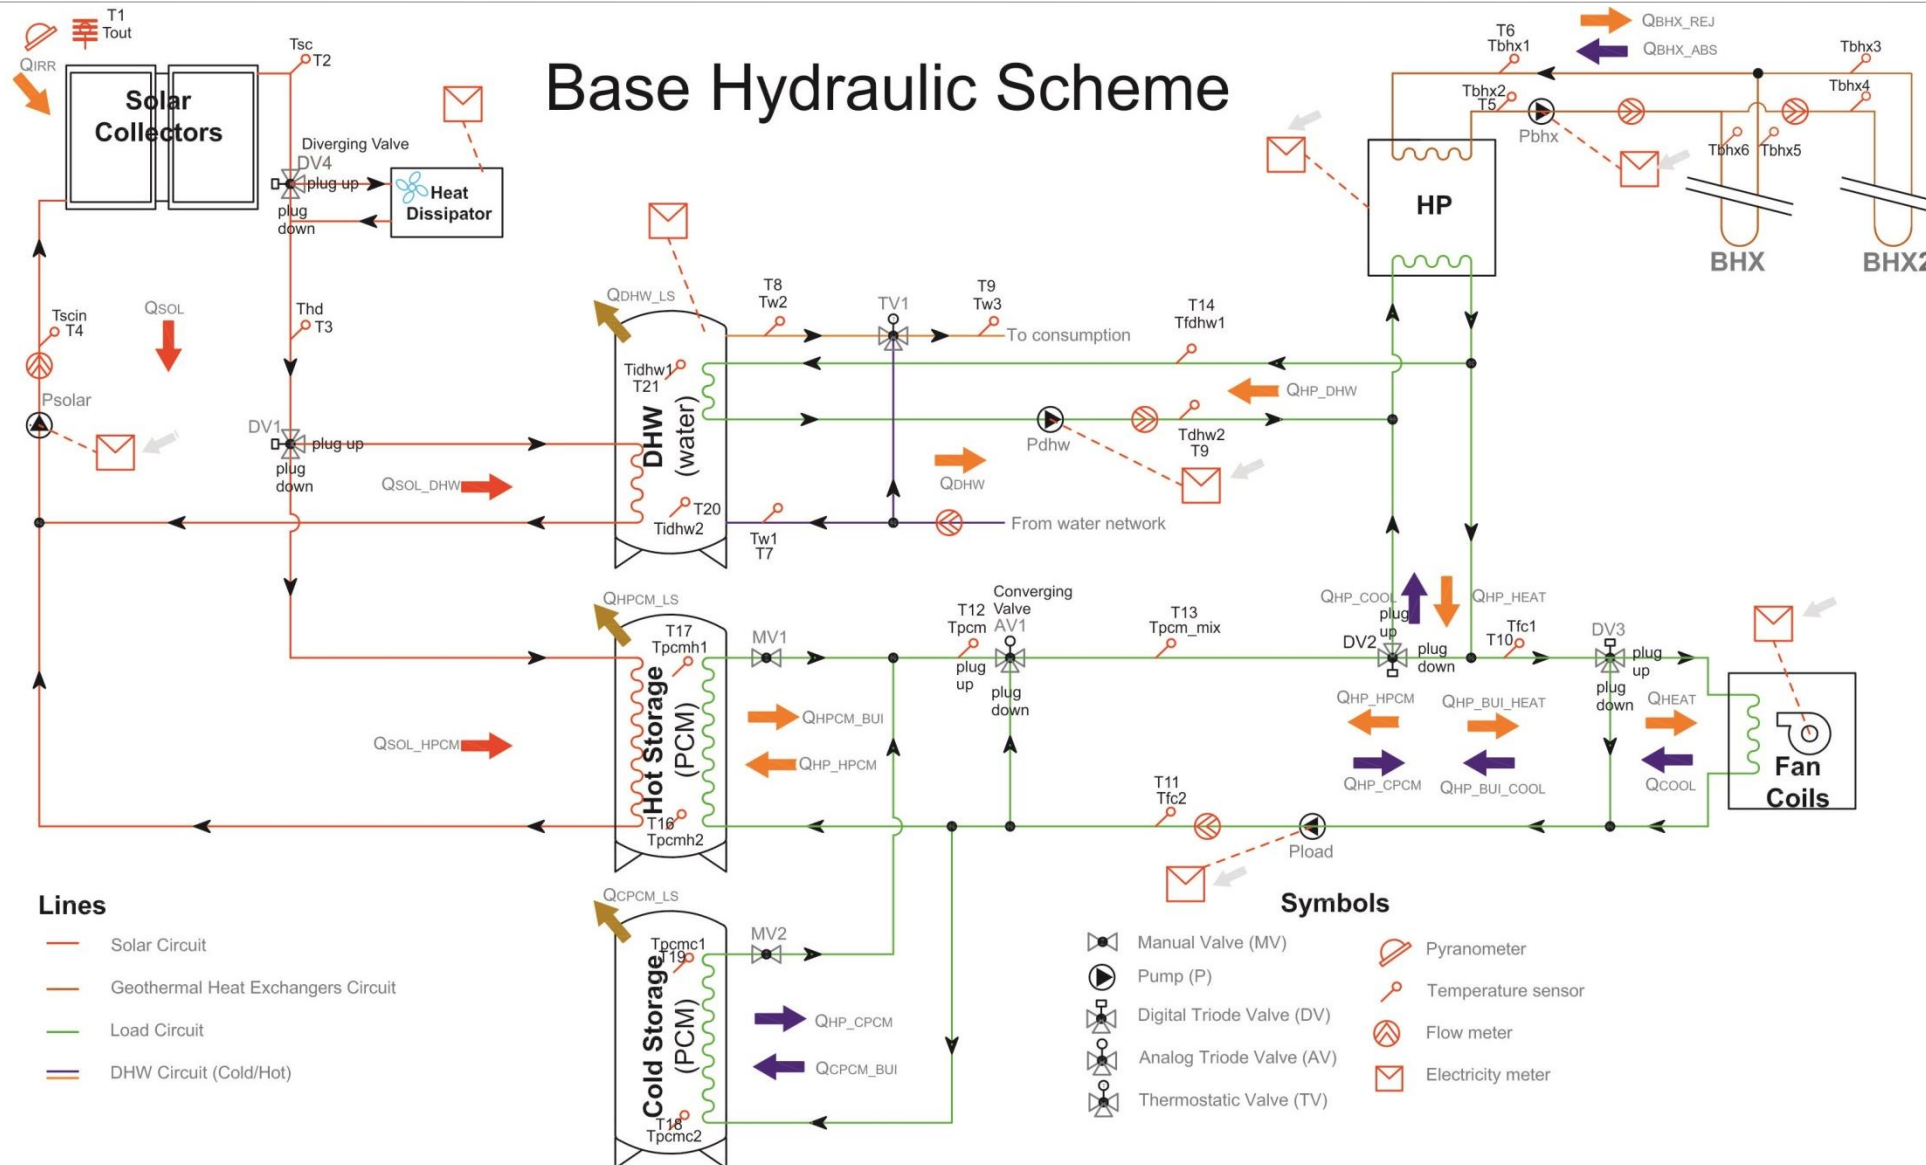 Base Hydraulic Scheme
T1
Tout
QIRR
Solar
Collectors
Tsc
T2
Diverging Valve
DV4
plug up
plug
down
Heat
Dissipator
Tscin
T4
QSOL
Thd
T3
Psolar
DV1
plug up
plug
down
QSOL_DHW
QDHW_LS
Tidhw1
T21
DHW
(water)
T20
Tidhw2
T8
Tw2
TV1
T9
Tw3
To consumption
T14
Tfdhw1
QHP_DHW
Pdhw
Tdhw2
T9
QDHW
Tw1
T7
From water network
HP
T6
Tbhx1
QBHX_REJ
QBHX_ABS
Tbhx2
T5
Pbhx
Tbhx3
Tbhx4
Tbhx6
Tbhx5
BHX
BHX2
QHPCM_LS
T17
Tpcmh1
Hot Storage
(PCM)
T16
Tpcmh2
MV1
QHPCM_BUI
QHP_HPCM
QSOL_HPCM
T12
Tpcm
plug
up
Converging
Valve
AV1
plug
down
T13
Tpcm_mix
QHP_COOL
plug
up
DV2
plug
down
QHP_HEAT
Tfc1
T10
DV3
plug
up
plug
down
QHP_HPCM
QHP_CPCM
QHP_BUI_HEAT
QHP_BUI_COOL
QHEAT
QCOOL
Fan
Coils
T11
Tfc2
Pload
QCPCM_LS
Tpcmc1
T19
Cold Storage
(PCM)
T18
Tpcmc2
MV2
QHP_CPCM
QCPCM_BUI
Lines
Solar Circuit
Geothermal Heat Exchangers Circuit
Load Circuit
DHW Circuit (Cold/Hot)
Symbols
Manual Valve (MV)
Pump (P)
Digital Triode Valve (DV)
Analog Triode Valve (AV)
Thermostatic Valve (TV)
Pyranometer
Temperature sensor
Flow meter
Electricity meter